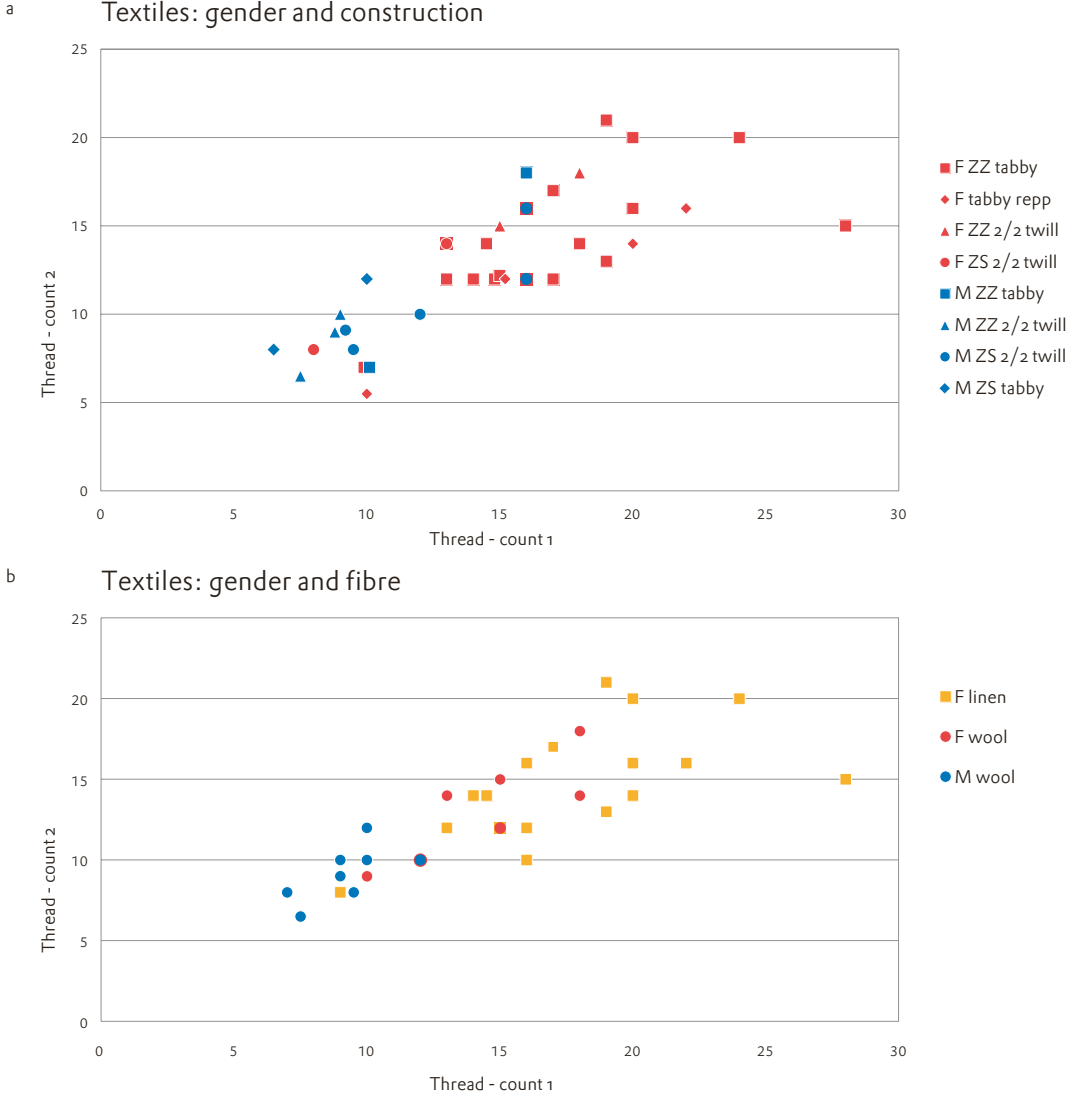 a
Textiles: gender and construction
25
20
15
10
5
0
0 5 10 15 20 25 30
Thread - count 2
Thread - count 1
F ZZ tabby
F tabby repp
F ZZ 2/2 twill
F ZS 2/2 twill
M ZZ tabby
M ZZ 2/2 twill
M ZS 2/2 twill
M ZS tabby
b
Textiles: gender and fibre
25
20
15
10
5
0
0 5 10 15 20 25 30
Thread - count 2
Thread - count 1
F linen
F wool
M wool